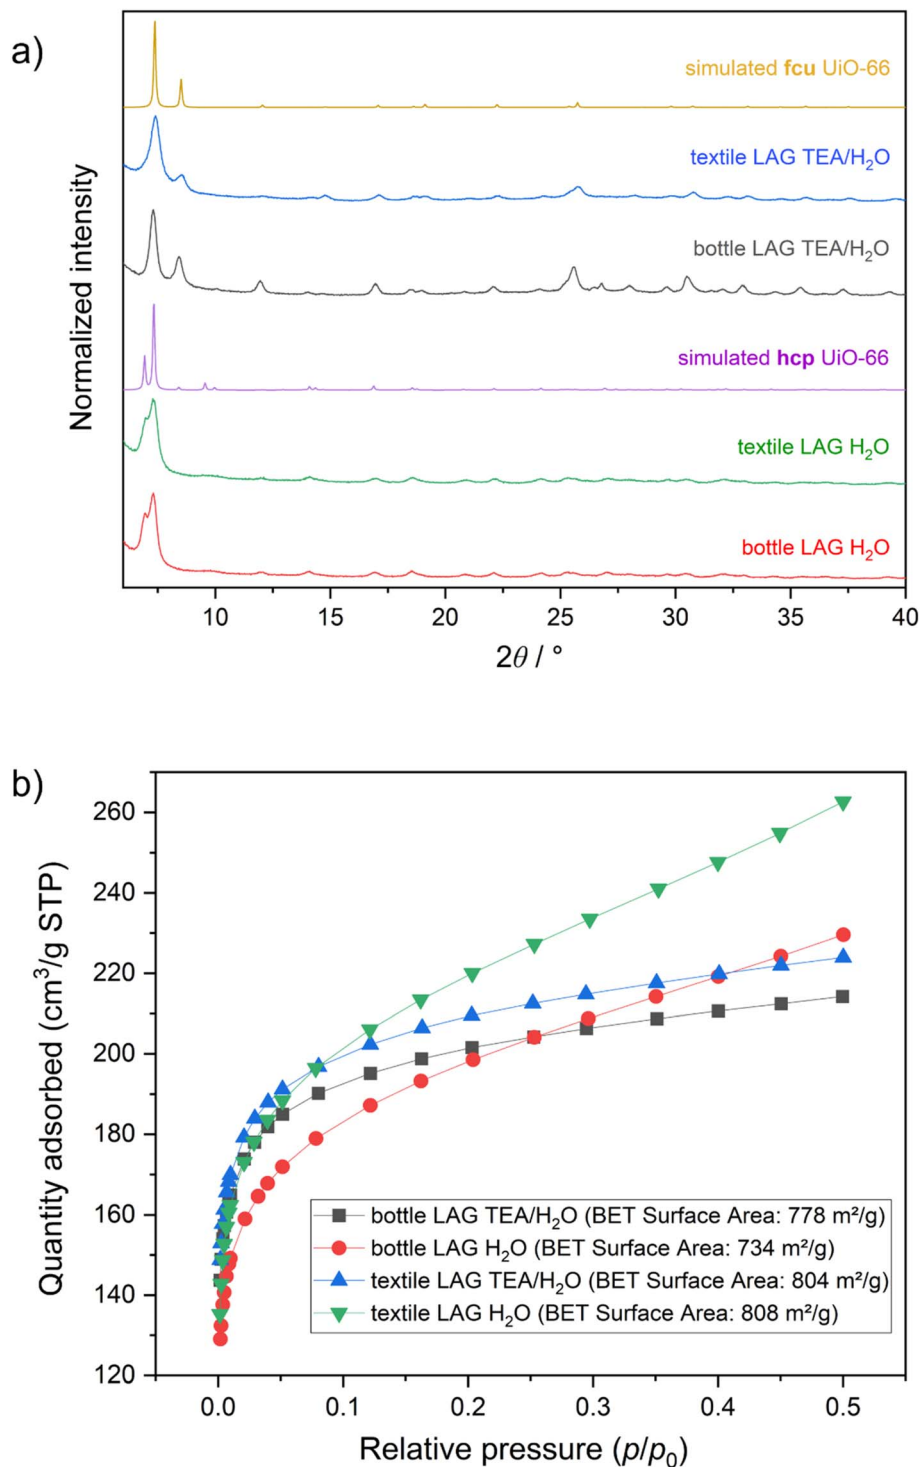 a)
Normalized intensity
simulated fcu UiO-66
textile LAG TEA/H₂O
bottle LAG TEA/H₂O
simulated hcp UiO-66
textile LAG H₂O
bottle LAG H₂O
10 15 20 25 30 35 40
2θ / °
b)
Quantity adsorbed (cm³/g STP)
260
240
220
200
180
160
140
120
bottle LAG TEA/H₂O (BET Surface Area: 778 m²/g)
bottle LAG H₂O (BET Surface Area: 734 m²/g)
textile LAG TEA/H₂O (BET Surface Area: 804 m²/g)
textile LAG H₂O (BET Surface Area: 808 m²/g)
0.0 0.1 0.2 0.3 0.4 0.5
Relative pressure (p/p₀)